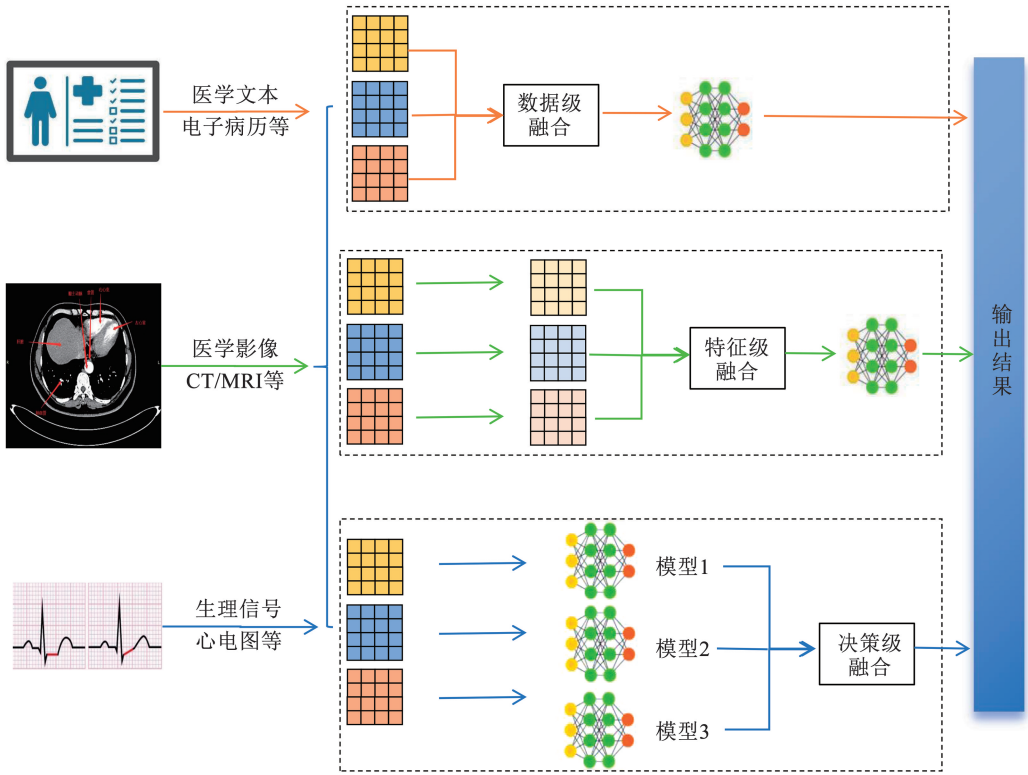 医学文本
电子病历等
数据级
融合
医学影像
CT/MRI等
特征级
融合
输出结果
生理信号
心电图等
模型1
模型2
模型3
决策级
融合